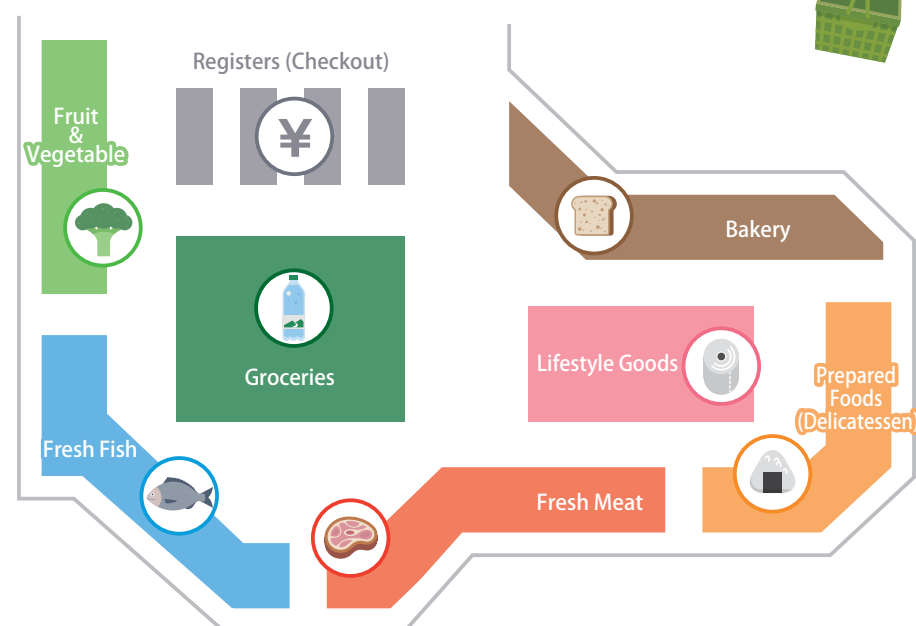 Registers (Checkout)
¥
Fruit
&
Vegetable
Bakery
Groceries
Lifestyle Goods
Prepared
Foods
(Delicatessen)
Fresh Fish
Fresh Meat